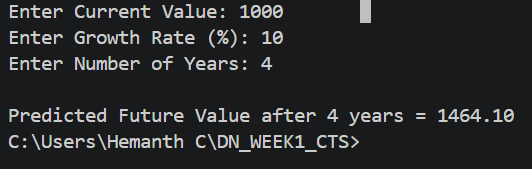 Enter Current Value: 1000
Enter Growth Rate (%): 10
Enter Number of Years: 4
Predicted Future Value after 4 years = 1464.10
C:\Users\Hemanth C\DN_WEEK1_CTS>